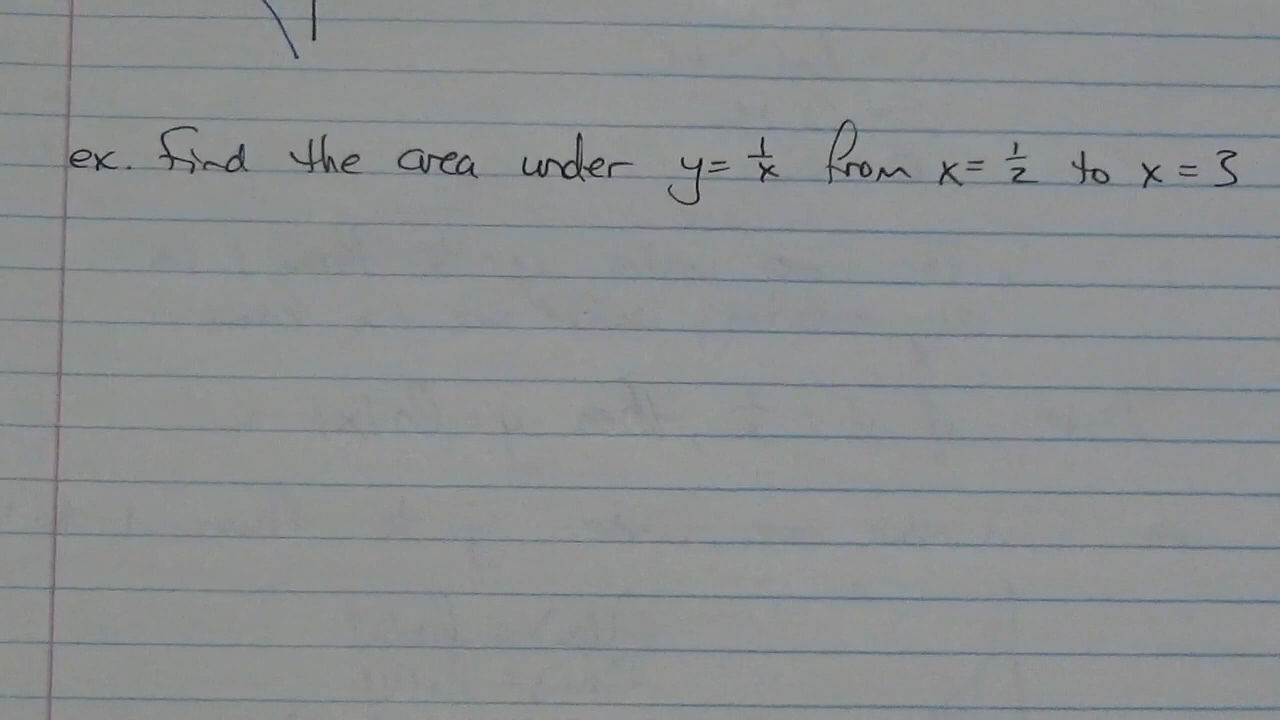 ex. find the area under y = 1/x from x = 1/2 to x = 3